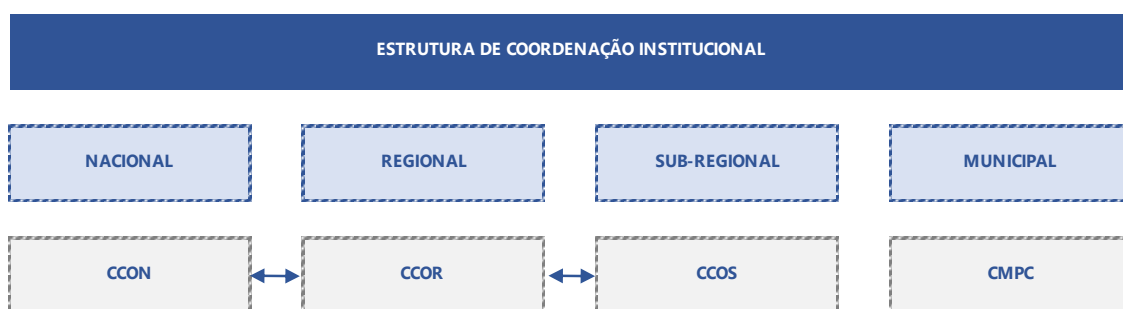 ESTRUTURA DE COORDENAÇÃO INSTITUCIONAL
NACIONAL REGIONAL SUB-REGIONAL MUNICIPAL
CCON CCOR CCOS CMPC